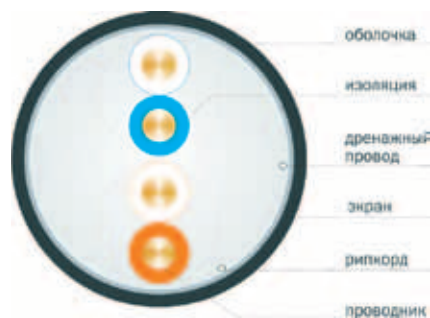 оболочка
изоляция
дренажный
провод
экран
рипкорд
проводник